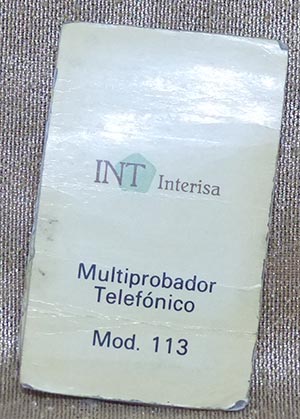 INT Interisa
Multiprobador
Telefónico
Mod. 113